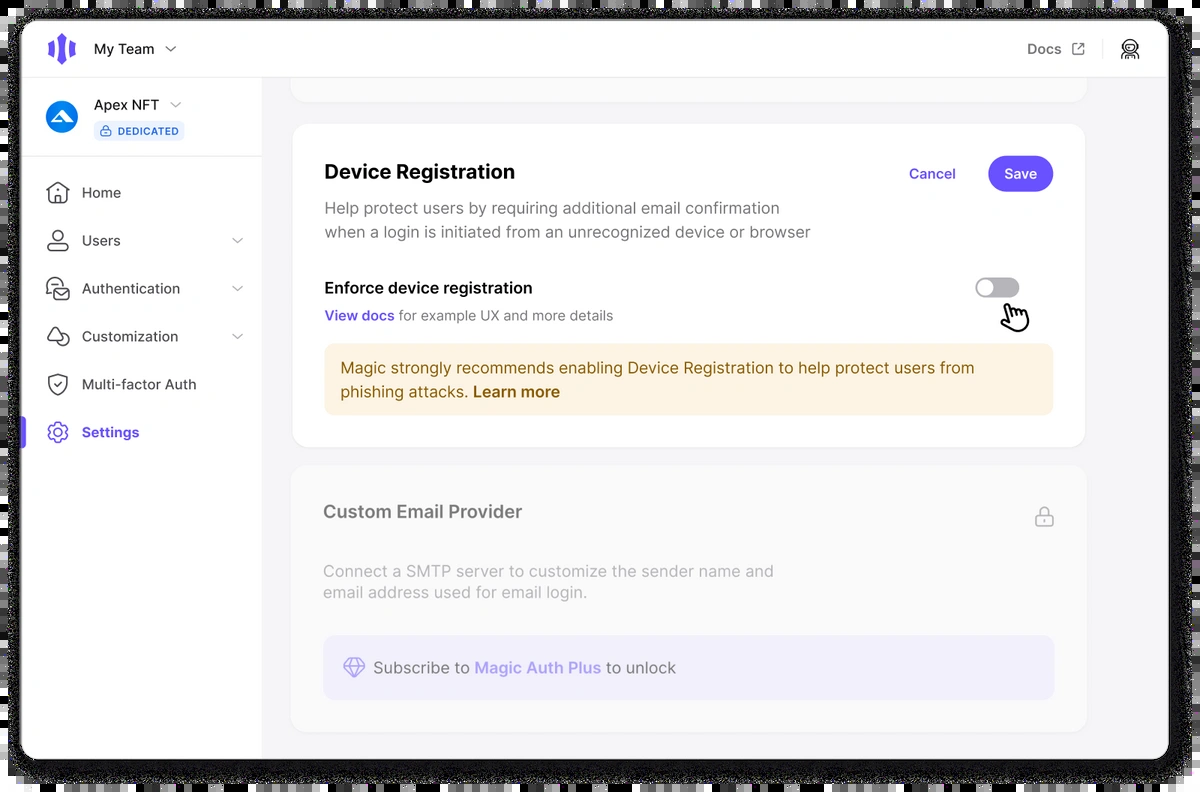 My Team
Docs
Apex NFT
DEDICATED
Home
Users
Authentication
Customization
Multi-factor Auth
Settings
Device Registration
Cancel
Save
Help protect users by requiring additional email confirmation
when a login is initiated from an unrecognized device or browser
Enforce device registration
View docs for example UX and more details
Magic strongly recommends enabling Device Registration to help protect users from
phishing attacks. Learn more
Custom Email Provider
Connect a SMTP server to customize the sender name and
email address used for email login.
Subscribe to Magic Auth Plus to unlock